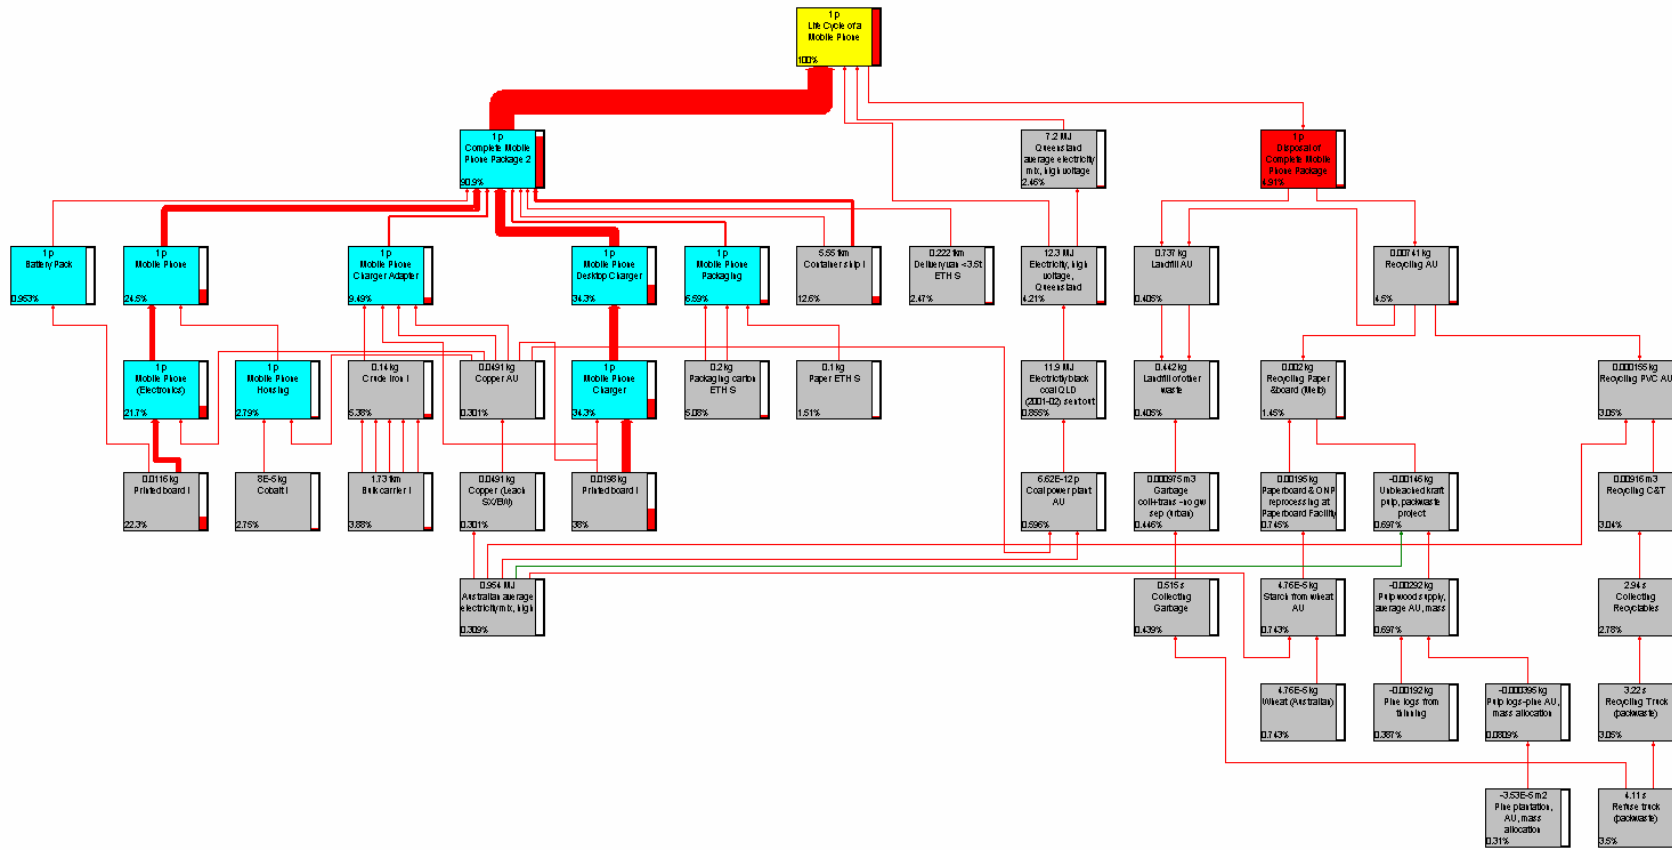 1 p
Life Cycle of a
Mobile Phone
100%
1 p
Complete Mobile
Phone Package 2
90.9%
7.2 MJ
Queensland
average electricity
mix, high voltage
2.46%
1 p
Disposal of
Complete Mobile
Phone Package
4.91%
1 p
Battery Pack
0.953%
1 p
Mobile Phone
24.5%
1 p
Mobile Phone
Charger Adapter
9.49%
1 p
Mobile Phone
Desktop Charger
34.3%
1 p
Mobile Phone
Packaging
6.59%
5.55 tkm
Container ship I
12.6%
0.222 tkm
Delivery van <3.5t
ETH S
2.47%
12.3 MJ
Electricity, high
voltage,
Queensland
4.21%
0.737 kg
Landfill AU
0.405%
0.00741 kg
Recycling AU
4.5%
1 p
Mobile Phone
(Electronics)
21.7%
1 p
Mobile Phone
Housing
2.79%
0.14 kg
Crude Iron I
5.38%
0.0491 kg
Copper AU
0.301%
1 p
Mobile Phone
Charger
34.3%
0.2 kg
Packaging carton
ETH S
5.08%
0.1 kg
Paper ETH S
1.51%
11.9 MJ
Electricity black
coal QLD
(2001-02) sent out
0.855%
0.442 kg
Landfill of other
waste
0.405%
0.002 kg
Recycling Paper
&board (Melb)
1.45%
0.000155 kg
Recycling PVC AU
3.05%
0.0116 kg
Printed board I
22.3%
8E-5 kg
Cobalt I
2.75%
1.73 tkm
Bulk carrier I
3.88%
0.0491 kg
Copper (Leach
SX/EW)
0.301%
0.0198 kg
Printed board I
38%
6.62E-12 p
Coal power plant
AU
0.596%
0.000975 m3
Garbage
coll+trans -no gw
sep (urban)
0.446%
0.00195 kg
Paperboard & ONP
reprocessing at
Paperboard Facility
0.745%
-0.00146 kg
Unbleached kraft
pulp, packwaste
project
0.697%
0.00916 m3
Recycling C&T
3.04%
0.954 MJ
Australian average
electricity mix, high
0.309%
0.515 s
Collecting
Garbage
0.439%
4.76E-5 kg
Starch from wheat
AU
0.743%
-0.00292 kg
Pulpwood supply,
average AU, mass
0.697%
2.94 s
Collecting
Recyclables
2.78%
4.76E-5 kg
Wheat (Australian)
0.743%
-0.00192 kg
Pine logs from
thinning
0.387%
-0.000395 kg
Pulp logs-pine AU,
mass allocation
0.0809%
3.22 s
Recycling Truck
(packwaste)
3.05%
-3.53E-5 m2
Pine plantation,
AU, mass
allocation
0.31%
4.11 s
Refuse truck
(packwaste)
3.5%